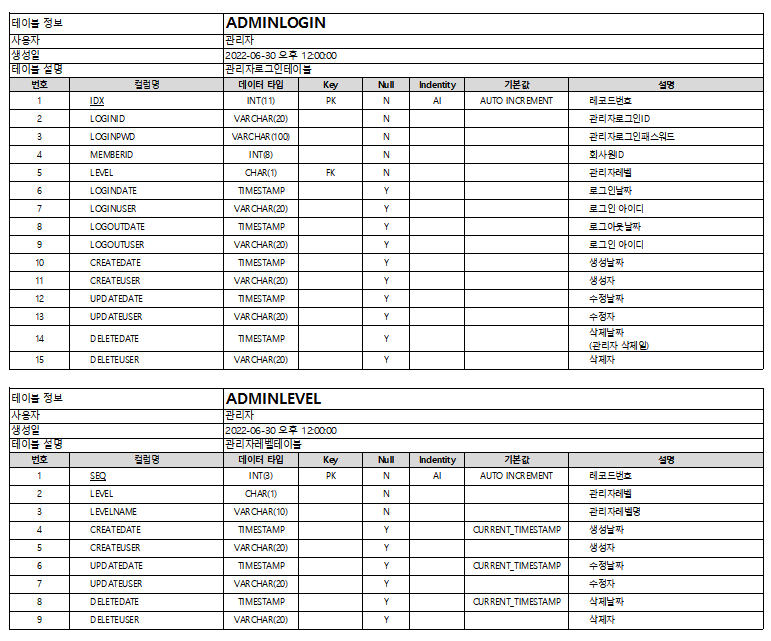 테이블 정보 ADMINLOGIN
사용자 관리자
생성일 2022-06-30 오후 12:00:00
테이블 설명 관리자로그인테이블
번호 컬럼명 데이터 타입 Key Null Indentity 기본값 설명
1 IDX INT(11) PK N AI AUTO INCREMENT 레코드번호
2 LOGINID VARCHAR(20) N 관리자로그인ID
3 LOGINPWD VARCHAR(100) N 관리자로그인패스워드
4 MEMBERID INT(8) N 회사원ID
5 LEVEL CHAR(1) FK N 관리자레벨
6 LOGINDATE TIMESTAMP Y 로그인날짜
7 LOGINUSER VARCHAR(20) Y 로그인 아이디
8 LOGOUTDATE TIMESTAMP Y 로그아웃날짜
9 LOGOUTUSER VARCHAR(20) Y 로그인 아이디
10 CREATEDATE TIMESTAMP Y 생성날짜
11 CREATEUSER VARCHAR(20) Y 생성자
12 UPDATEDATE TIMESTAMP Y 수정날짜
13 UPDATEUSER VARCHAR(20) Y 수정자
14 DELETEDATE TIMESTAMP Y 삭제날짜
(관리자 삭제일)
15 DELETEUSER VARCHAR(20) Y 삭제자
테이블 정보 ADMINLEVEL
사용자 관리자
생성일 2022-06-30 오후 12:00:00
테이블 설명 관리자레벨테이블
번호 컬럼명 데이터 타입 Key Null Indentity 기본값 설명
1 SEQ INT(3) PK N AI AUTO INCREMENT 레코드번호
2 LEVEL CHAR(1) N 관리자레벨
3 LEVELNAME VARCHAR(10) N 관리자레벨명
4 CREATEDATE TIMESTAMP Y CURRENT_TIMESTAMP 생성날짜
5 CREATEUSER VARCHAR(20) Y 생성자
6 UPDATEDATE TIMESTAMP Y CURRENT_TIMESTAMP 수정날짜
7 UPDATEUSER VARCHAR(20) Y 수정자
8 DELETEDATE TIMESTAMP Y CURRENT_TIMESTAMP 삭제날짜
9 DELETEUSER VARCHAR(20) Y 삭제자